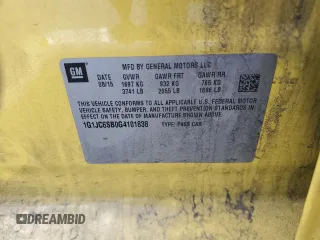 GM
MFD BY GENERAL MOTORS LLC
DATE GVWR GAWR FRT GAWR RR
08/15 1697 KG 932 KG 765 KG
3741 LB 2055 LB 1686 LB
THIS VEHICLE CONFORMS TO ALL APPLICABLE U.S.
FEDERAL MOTOR VEHICLE SAFETY, BUMPER, AND
THEFT PREVENTION STANDARDS IN EFFECT ON THE
DATE OF MANUFACTURE SHOWN ABOVE.
1G1JC6SB0G4101836 TYPE: PASS CAR
DREAMBID